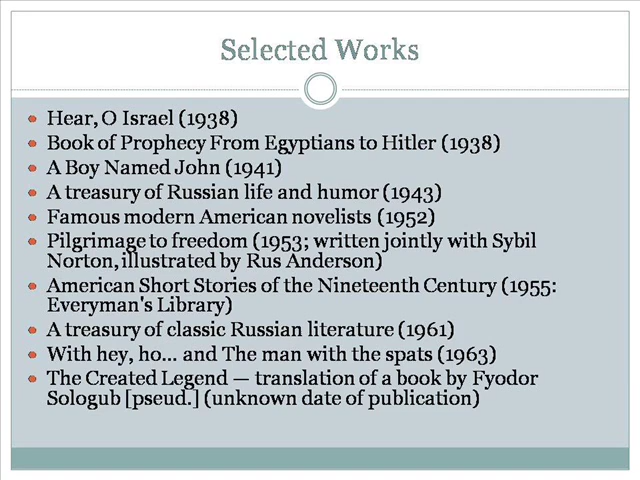 Selected Works
Hear, O Israel (1938)
Book of Prophecy From Egyptians to Hitler (1938)
A Boy Named John (1941)
A treasury of Russian life and humor (1943)
Famous modern American novelists (1952)
Pilgrimage to freedom (1953; written jointly with Sybil
Norton, illustrated by Rus Anderson)
American Short Stories of the Nineteenth Century (1955:
Everyman's Library)
A treasury of classic Russian literature (1961)
With hey, ho... and The man with the spats (1963)
The Created Legend — translation of a book by Fyodor
Sologub [pseud.] (unknown date of publication)